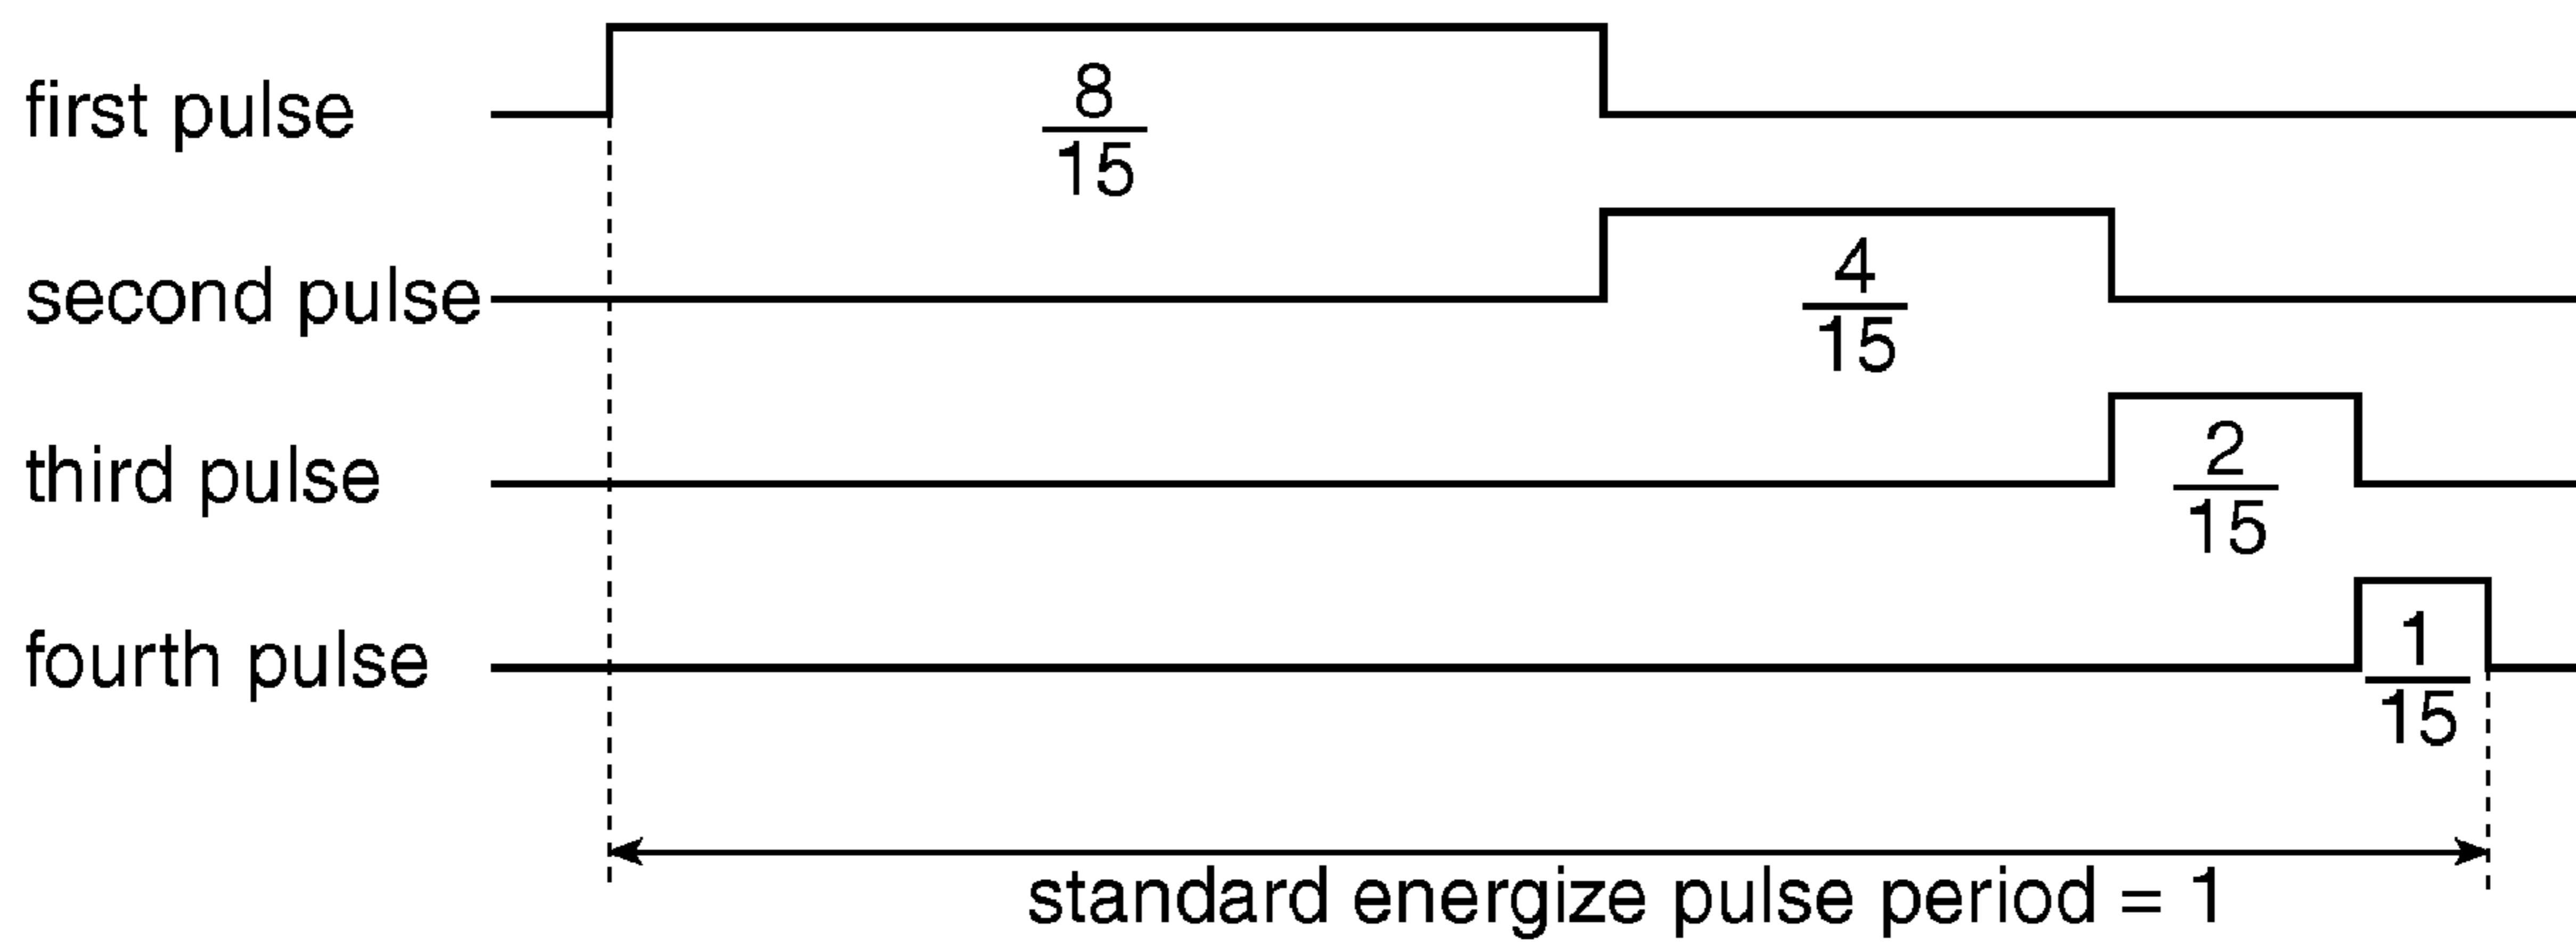 first pulse
8
15
second pulse
4
15
third pulse
2
15
fourth pulse
1
15
standard energize pulse period = 1